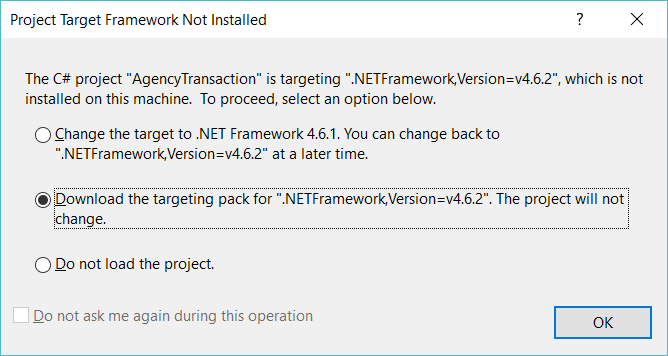 Project Target Framework Not Installed
?
The C# project "AgencyTransaction" is targeting ".NETFramework,Version=v4.6.2", which is not
installed on this machine.  To proceed, select an option below.
Change the target to .NET Framework 4.6.1. You can change back to
".NETFramework,Version=v4.6.2" at a later time.
Download the targeting pack for ".NETFramework,Version=v4.6.2". The project will not
change.
Do not load the project.
Do not ask me again during this operation
OK